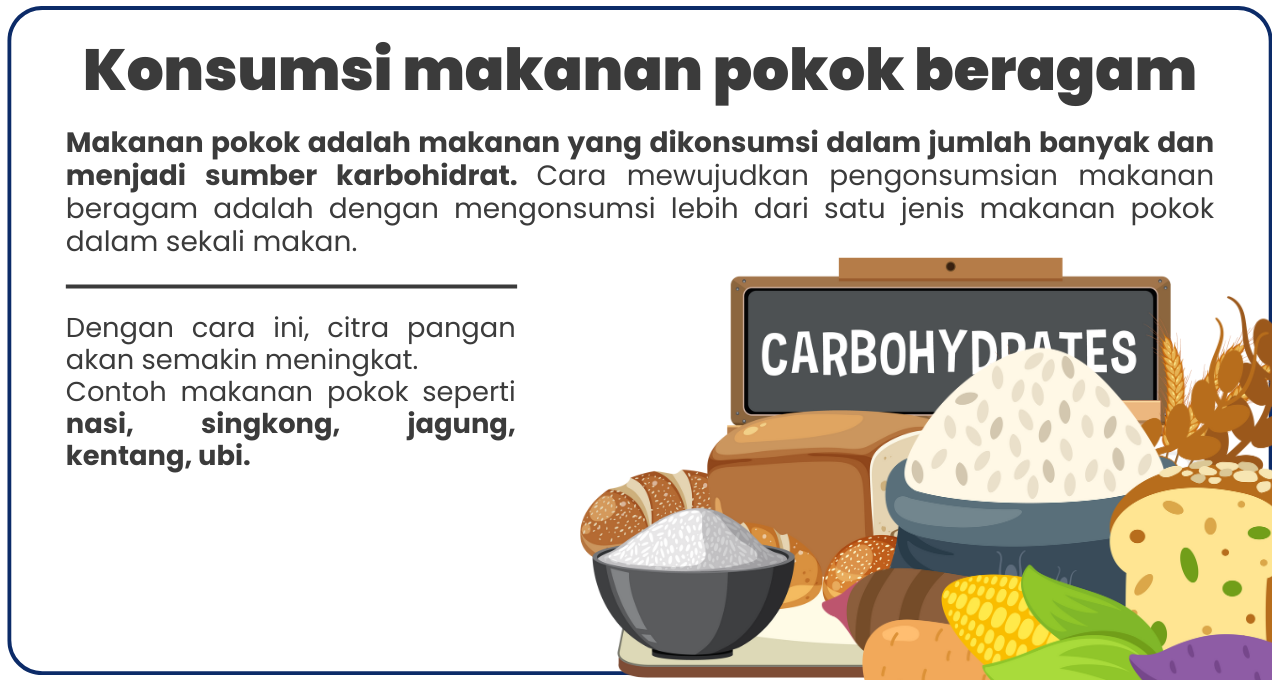 Konsumsi makanan pokok beragam
Makanan pokok adalah makanan yang dikonsumsi dalam jumlah banyak dan
menjadi sumber karbohidrat. Cara mewujudkan pengonsumsian makanan
beragam adalah dengan mengonsumsi lebih dari satu jenis makanan pokok
dalam sekali makan.
Dengan cara ini, citra pangan
akan semakin meningkat.
Contoh makanan pokok seperti
nasi, singkong, jagung,
kentang, ubi.
CARBOHYDRATES